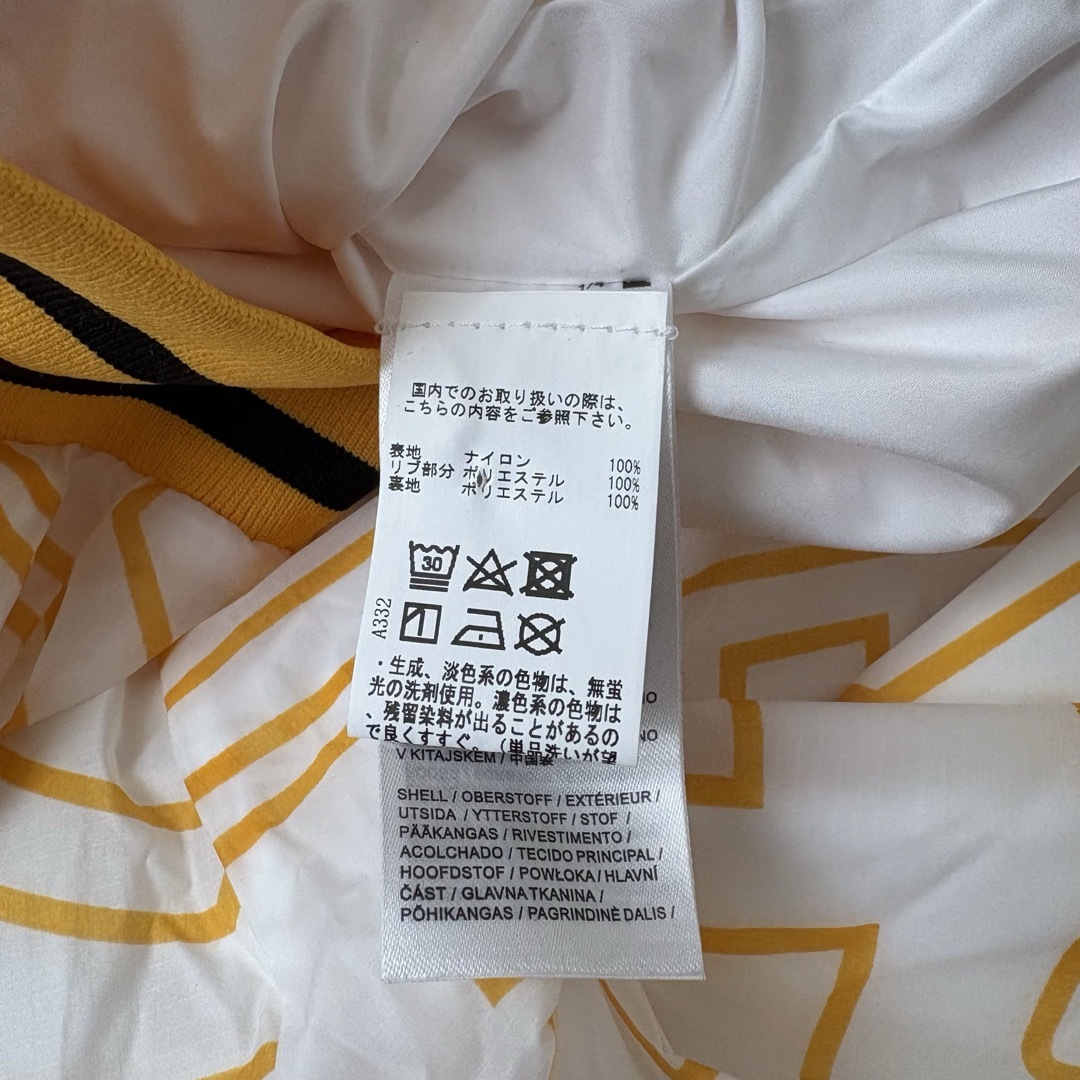 国内でのお取り扱いの際は、
こちらの内容をご参照下さい。
表地 ナイロン 100%
リブ部分 ポリエステル 100%
裏地 ポリエステル 100%
30
A332
・生成、淡色系の色物は、無蛍
光の洗剤使用。濃色系の色物は
、残留染料が出ることがあるの
で良くすすぐ。(単品洗いが望
NO
V KITAJSKEM / 中国製
SHELL / OBERSTOFF / EXTÉRIEUR /
UTSIDA / YTTERSTOFF / STOF /
PÄÄKANGAS / RIVESTIMENTO /
ACOLCHADO / TECIDO PRINCIPAL /
HOOFDSTOF / POWŁOKA / HLAVNÍ
ČÁST / GLAVNA TKANINA /
PÕHIKANGAS / PAGRINDINĖ DALIS /